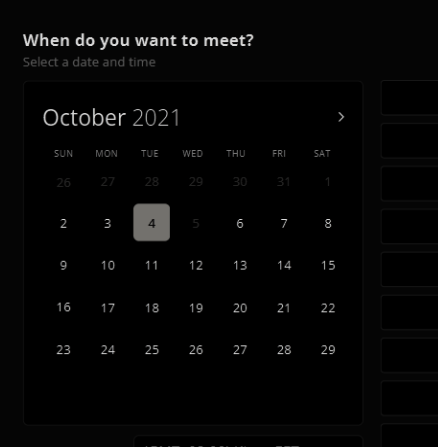 When do you want to meet?
Select a date and time
October 2021
SUN MON TUE WED THU FRI SAT
26 27 28 29 30 31 1
2 3 4 5 6 7 8
9 10 11 12 13 14 15
16 17 18 19 20 21 22
23 24 25 26 27 28 29